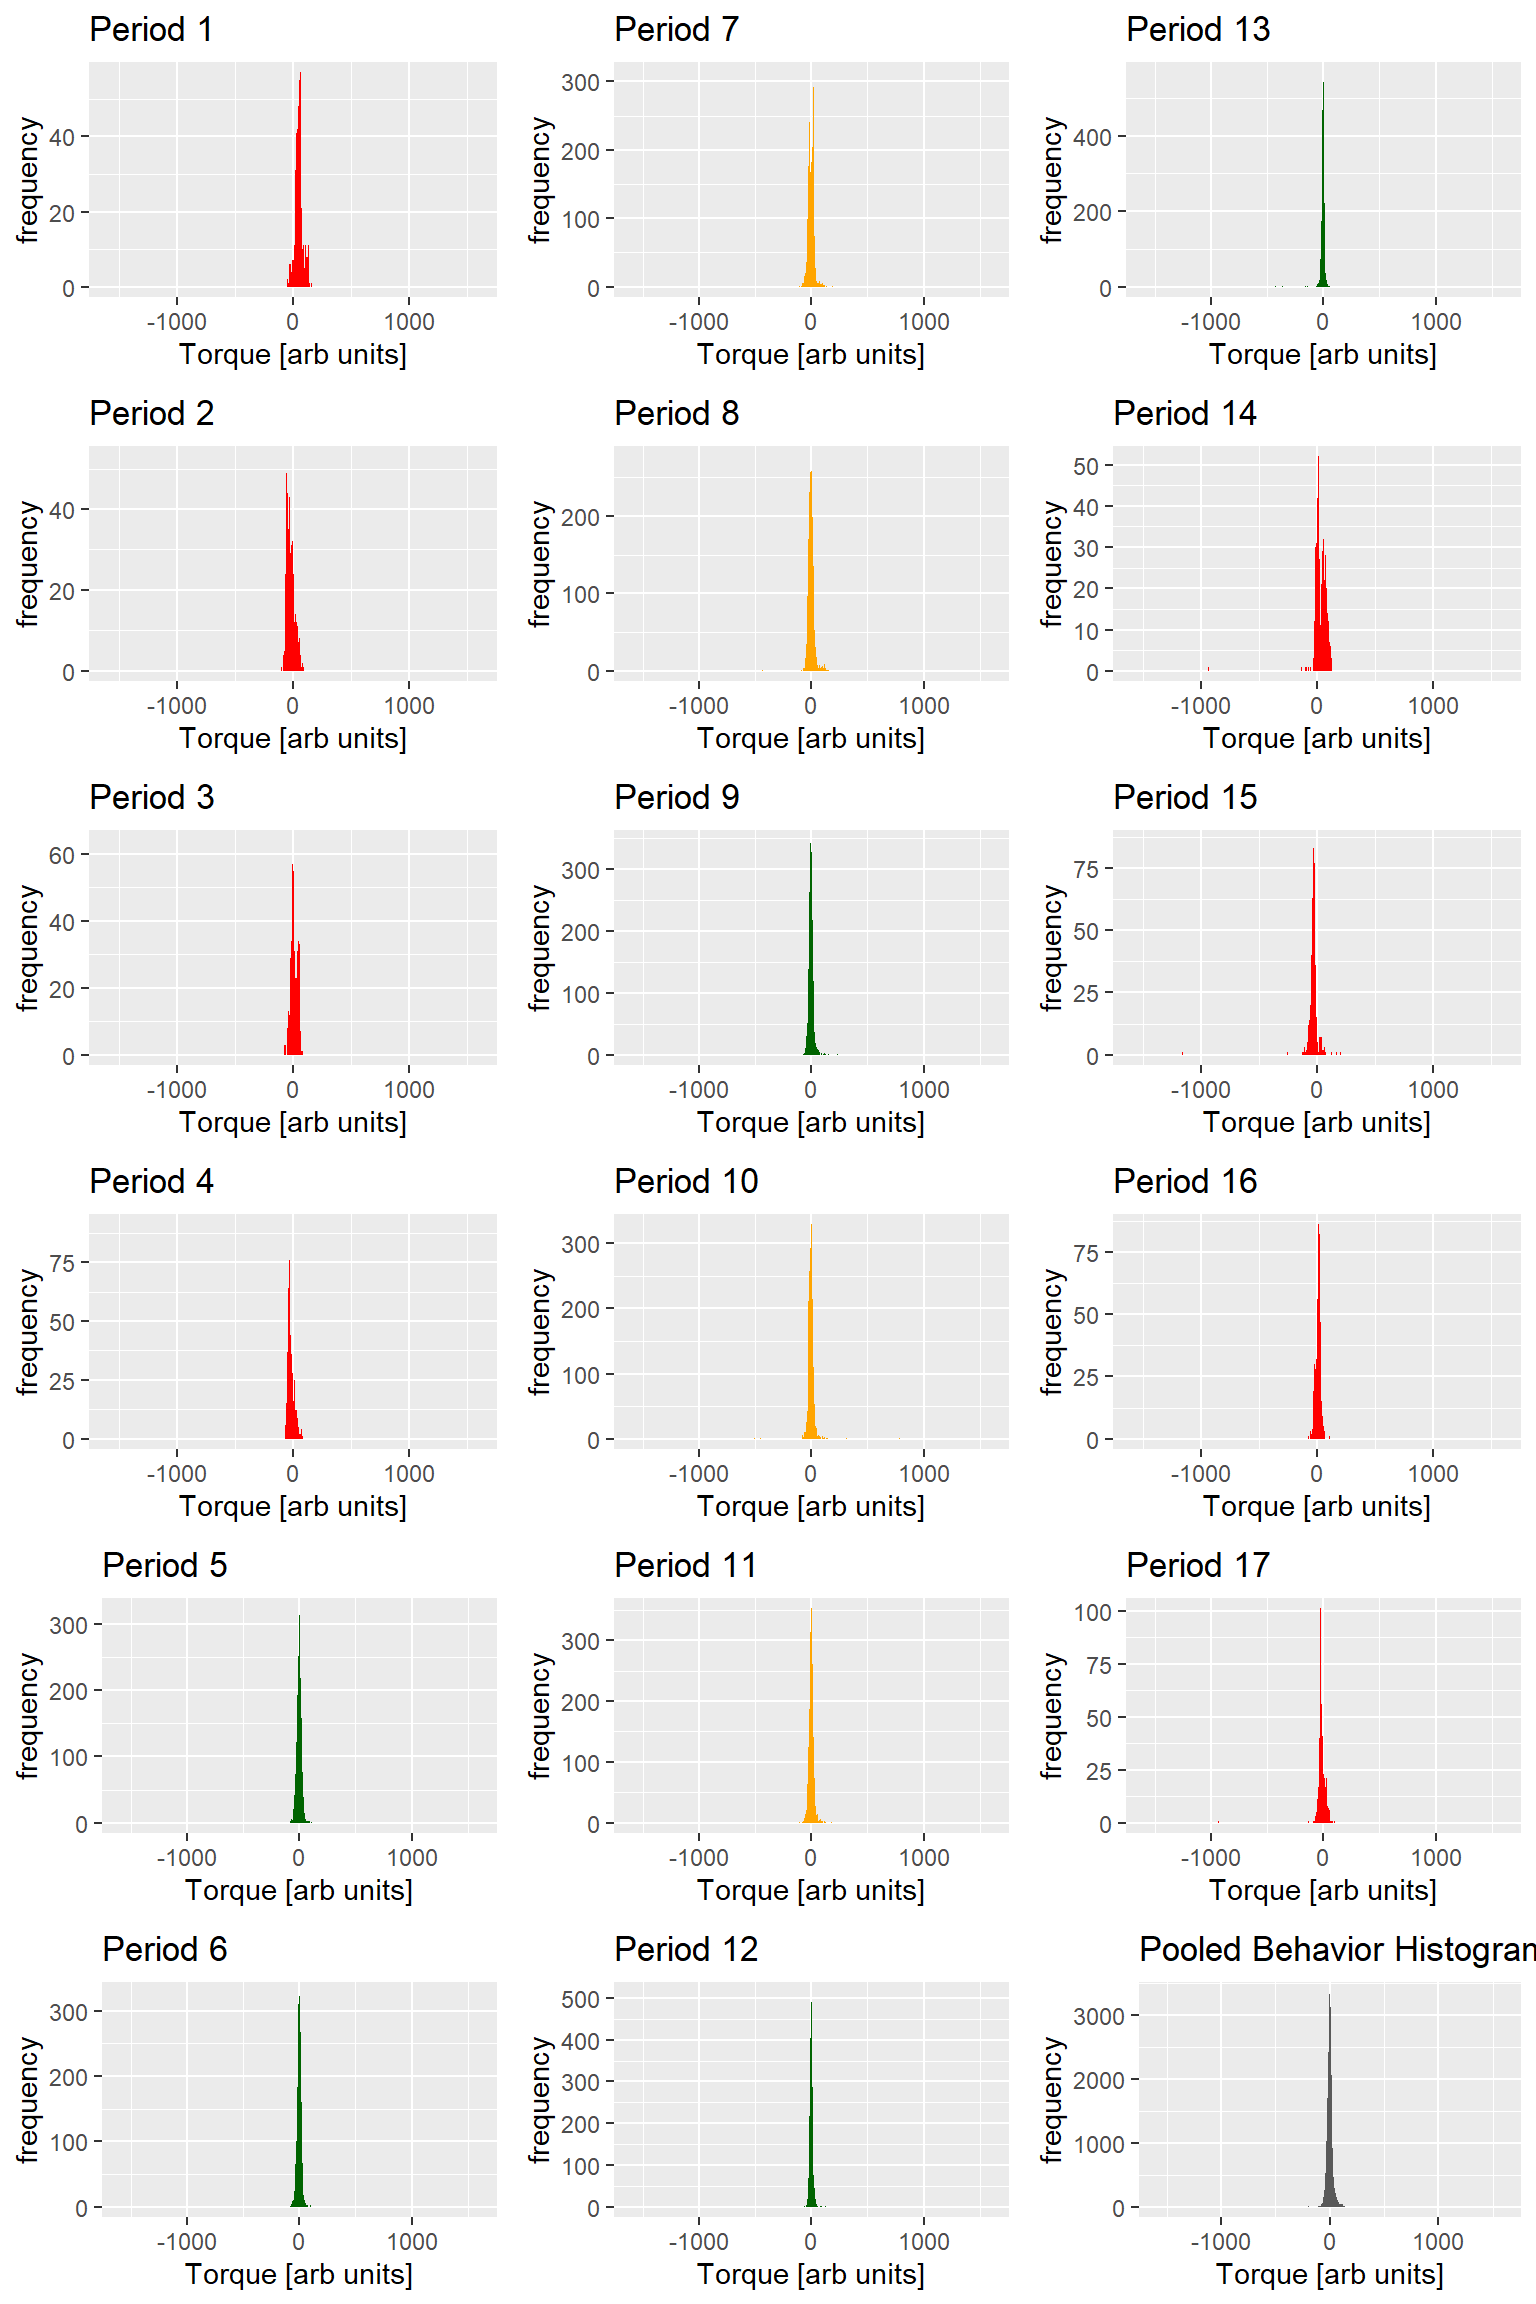 Period 1
frequency
40
20
0
-1000 0 1000
Torque [arb units]
Period 7
frequency
300
200
100
0
-1000 0 1000
Torque [arb units]
Period 13
frequency
400
200
0
-1000 0 1000
Torque [arb units]
Period 2
frequency
40
20
0
-1000 0 1000
Torque [arb units]
Period 8
frequency
200
100
0
-1000 0 1000
Torque [arb units]
Period 14
frequency
50
40
30
20
10
0
-1000 0 1000
Torque [arb units]
Period 3
frequency
60
40
20
0
-1000 0 1000
Torque [arb units]
Period 9
frequency
300
200
100
0
-1000 0 1000
Torque [arb units]
Period 15
frequency
75
50
25
0
-1000 0 1000
Torque [arb units]
Period 4
frequency
75
50
25
0
-1000 0 1000
Torque [arb units]
Period 10
frequency
300
200
100
0
-1000 0 1000
Torque [arb units]
Period 16
frequency
75
50
25
0
-1000 0 1000
Torque [arb units]
Period 5
frequency
300
200
100
0
-1000 0 1000
Torque [arb units]
Period 11
frequency
300
200
100
0
-1000 0 1000
Torque [arb units]
Period 17
frequency
100
75
50
25
0
-1000 0 1000
Torque [arb units]
Period 6
frequency
300
200
100
0
-1000 0 1000
Torque [arb units]
Period 12
frequency
500
400
300
200
100
0
-1000 0 1000
Torque [arb units]
Pooled Behavior Histogran
frequency
3000
2000
1000
0
-1000 0 1000
Torque [arb units]